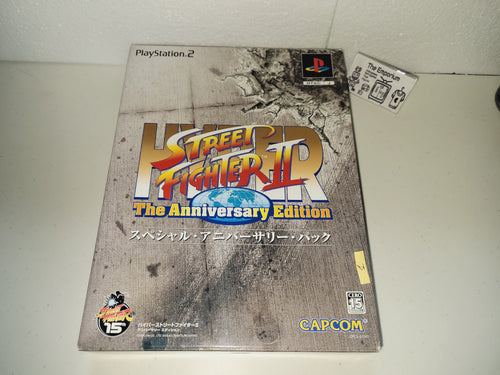 PlayStation.2
The Emporium
HYPER
STREET
FIGHTER II
The Anniversary Edition
スペシャル・アニバーサリー・パック
15th
ハイパーストリートファイターII
CERO
15
CAPCOM